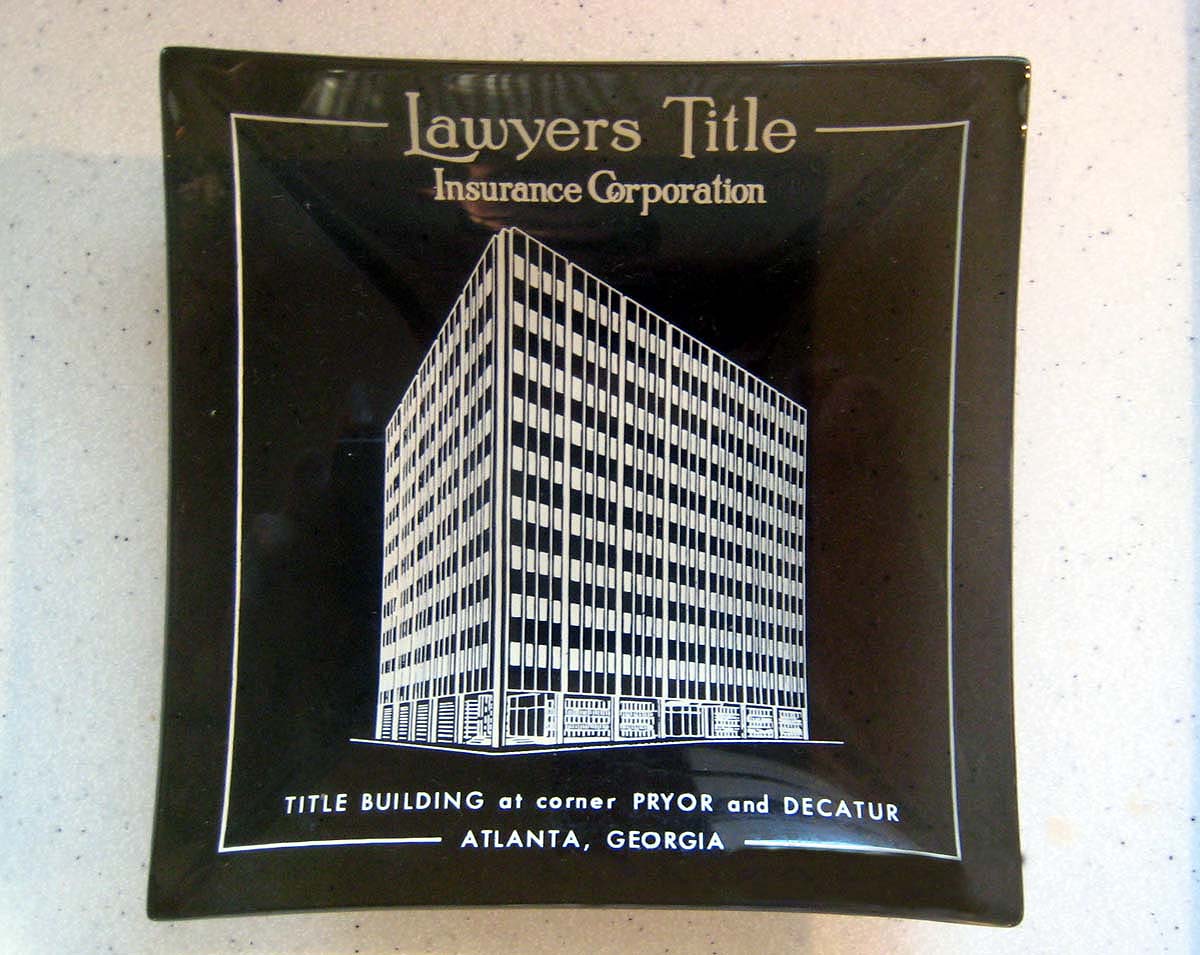 Lawyers Title
Insurance Corporation
TITLE BUILDING at corner PRYOR and DECATUR
ATLANTA, GEORGIA